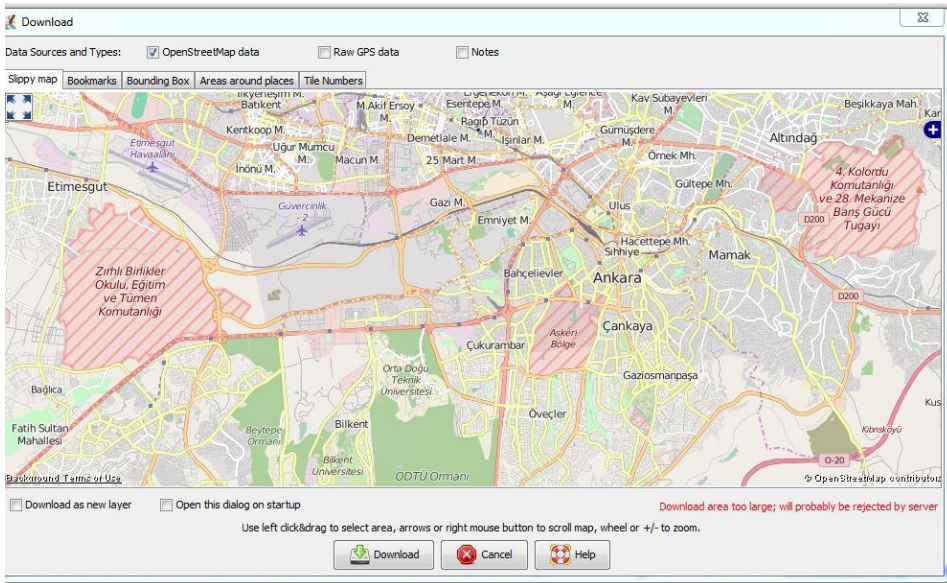 Download
Data Sources and Types:
OpenStreetMap data
Raw GPS data
Notes
Slippy map
Bookmarks
Bounding Box
Areas around places
Tile Numbers
Batıkent
M.Akif Ersoy
M.
Esentepe M.
Kav.Subayevleri
M.
Beşikkaya Mah.
Kentkoop M.
Ragıp Tüzün
M.
Demetlale M.
Işınlar M.
Gümüşdere
M.
Altındağ
Etimesgut
Havaalanı
Uğur Mumcu
M.
Macun M.
İnönü M.
25 Mart M.
Örnek Mh.
Etimesgut
Güvercinlik
-2
Gazi M.
Emniyet M.
Gültepe Mh.
Ulus
4. Kolordu
Komutanlığı
ve 28. Mekanize
Barış Gücü
Tugayı
D200
Hacettepe Mh.
Sıhhiye
Mamak
Zırhlı Birlikler
Okulu, Eğitim
ve Tümen
Komutanlığı
Bahçelievler
Ankara
D200
Çukurambar
Askeri
Bölge
Çankaya
Orta Doğu
Teknik
Üniversitesi
Gaziosmanpaşa
Bağlıca
Kus
Fatih Sultan
Mahallesi
Beytepe
Ormanı
Bilkent
Öveçler
Kıbrısköyü
Bilkent
Üniversitesi
ODTÜ Ormanı
O-20
Background Terms of Use
© OpenStreetMap contributors
Download as new layer
Open this dialog on startup
Download area too large; will probably be rejected by server
Use left click&drag to select area, arrows or right mouse button to scroll map, wheel or +/- to zoom.
Download
Cancel
Help